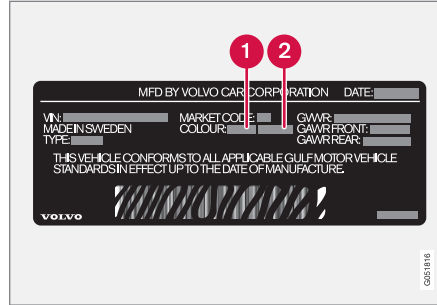 1 2
MFD BY VOLVO CAR CORPORATION DATE:
VIN: MARKET CODE: GVWR:
MADE IN SWEDEN COLOUR: GAWR FRONT:
TYPE: GAWR REAR:
THIS VEHICLE CONFORMS TO ALL APPLICABLE GULF MOTOR VEHICLE
STANDARDS IN EFFECT UP TO THE DATE OF MANUFACTURE.
VOLVO
G051816